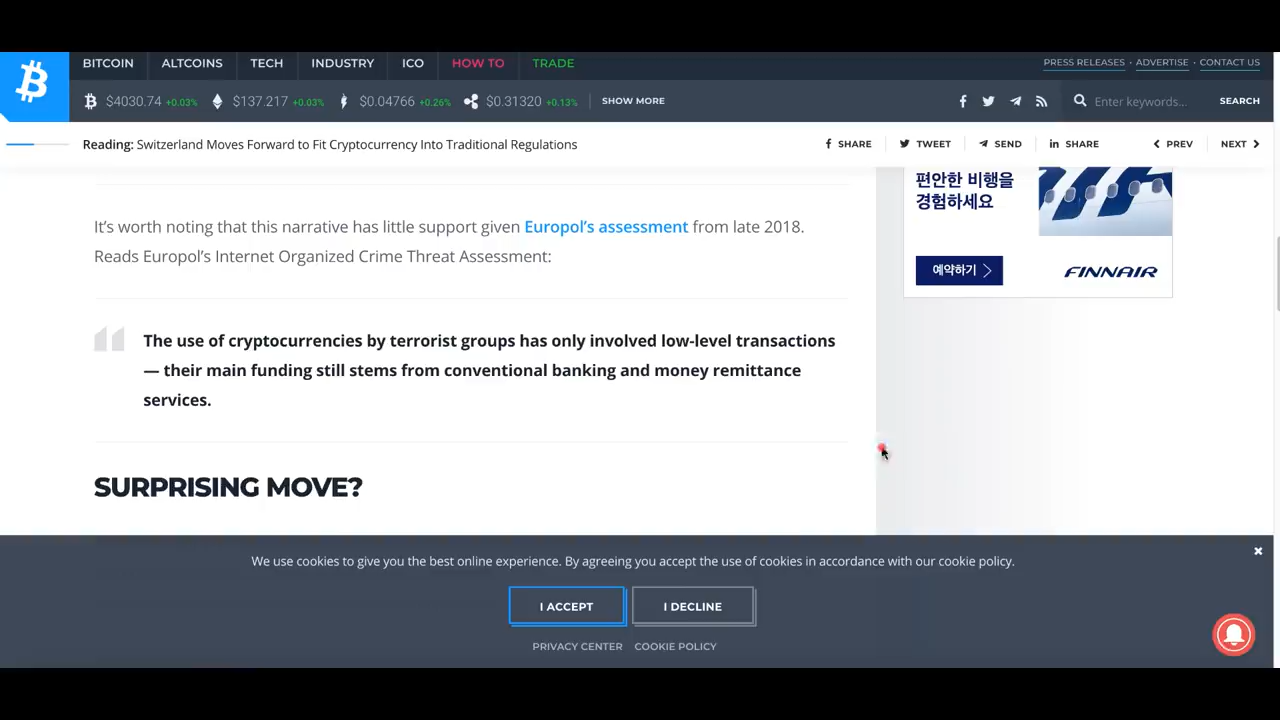 BITCOIN ALTCOINS TECH INDUSTRY ICO HOW TO TRADE PRESS RELEASES · ADVERTISE · CONTACT US
$4030.74 +0.03% $137.217 +0.03% $0.04766 +0.26% $0.31320 +0.13% SHOW MORE Enter keywords... SEARCH
Reading: Switzerland Moves Forward to Fit Cryptocurrency Into Traditional Regulations SHARE TWEET SEND SHARE PREV NEXT
편안한 비행을
경험하세요
예약하기 FINNAIR
It’s worth noting that this narrative has little support given Europol’s assessment from late 2018.
Reads Europol’s Internet Organized Crime Threat Assessment:
The use of cryptocurrencies by terrorist groups has only involved low-level transactions
— their main funding still stems from conventional banking and money remittance
services.
SURPRISING MOVE?
We use cookies to give you the best online experience. By agreeing you accept the use of cookies in accordance with our cookie policy.
I ACCEPT I DECLINE
PRIVACY CENTER COOKIE POLICY